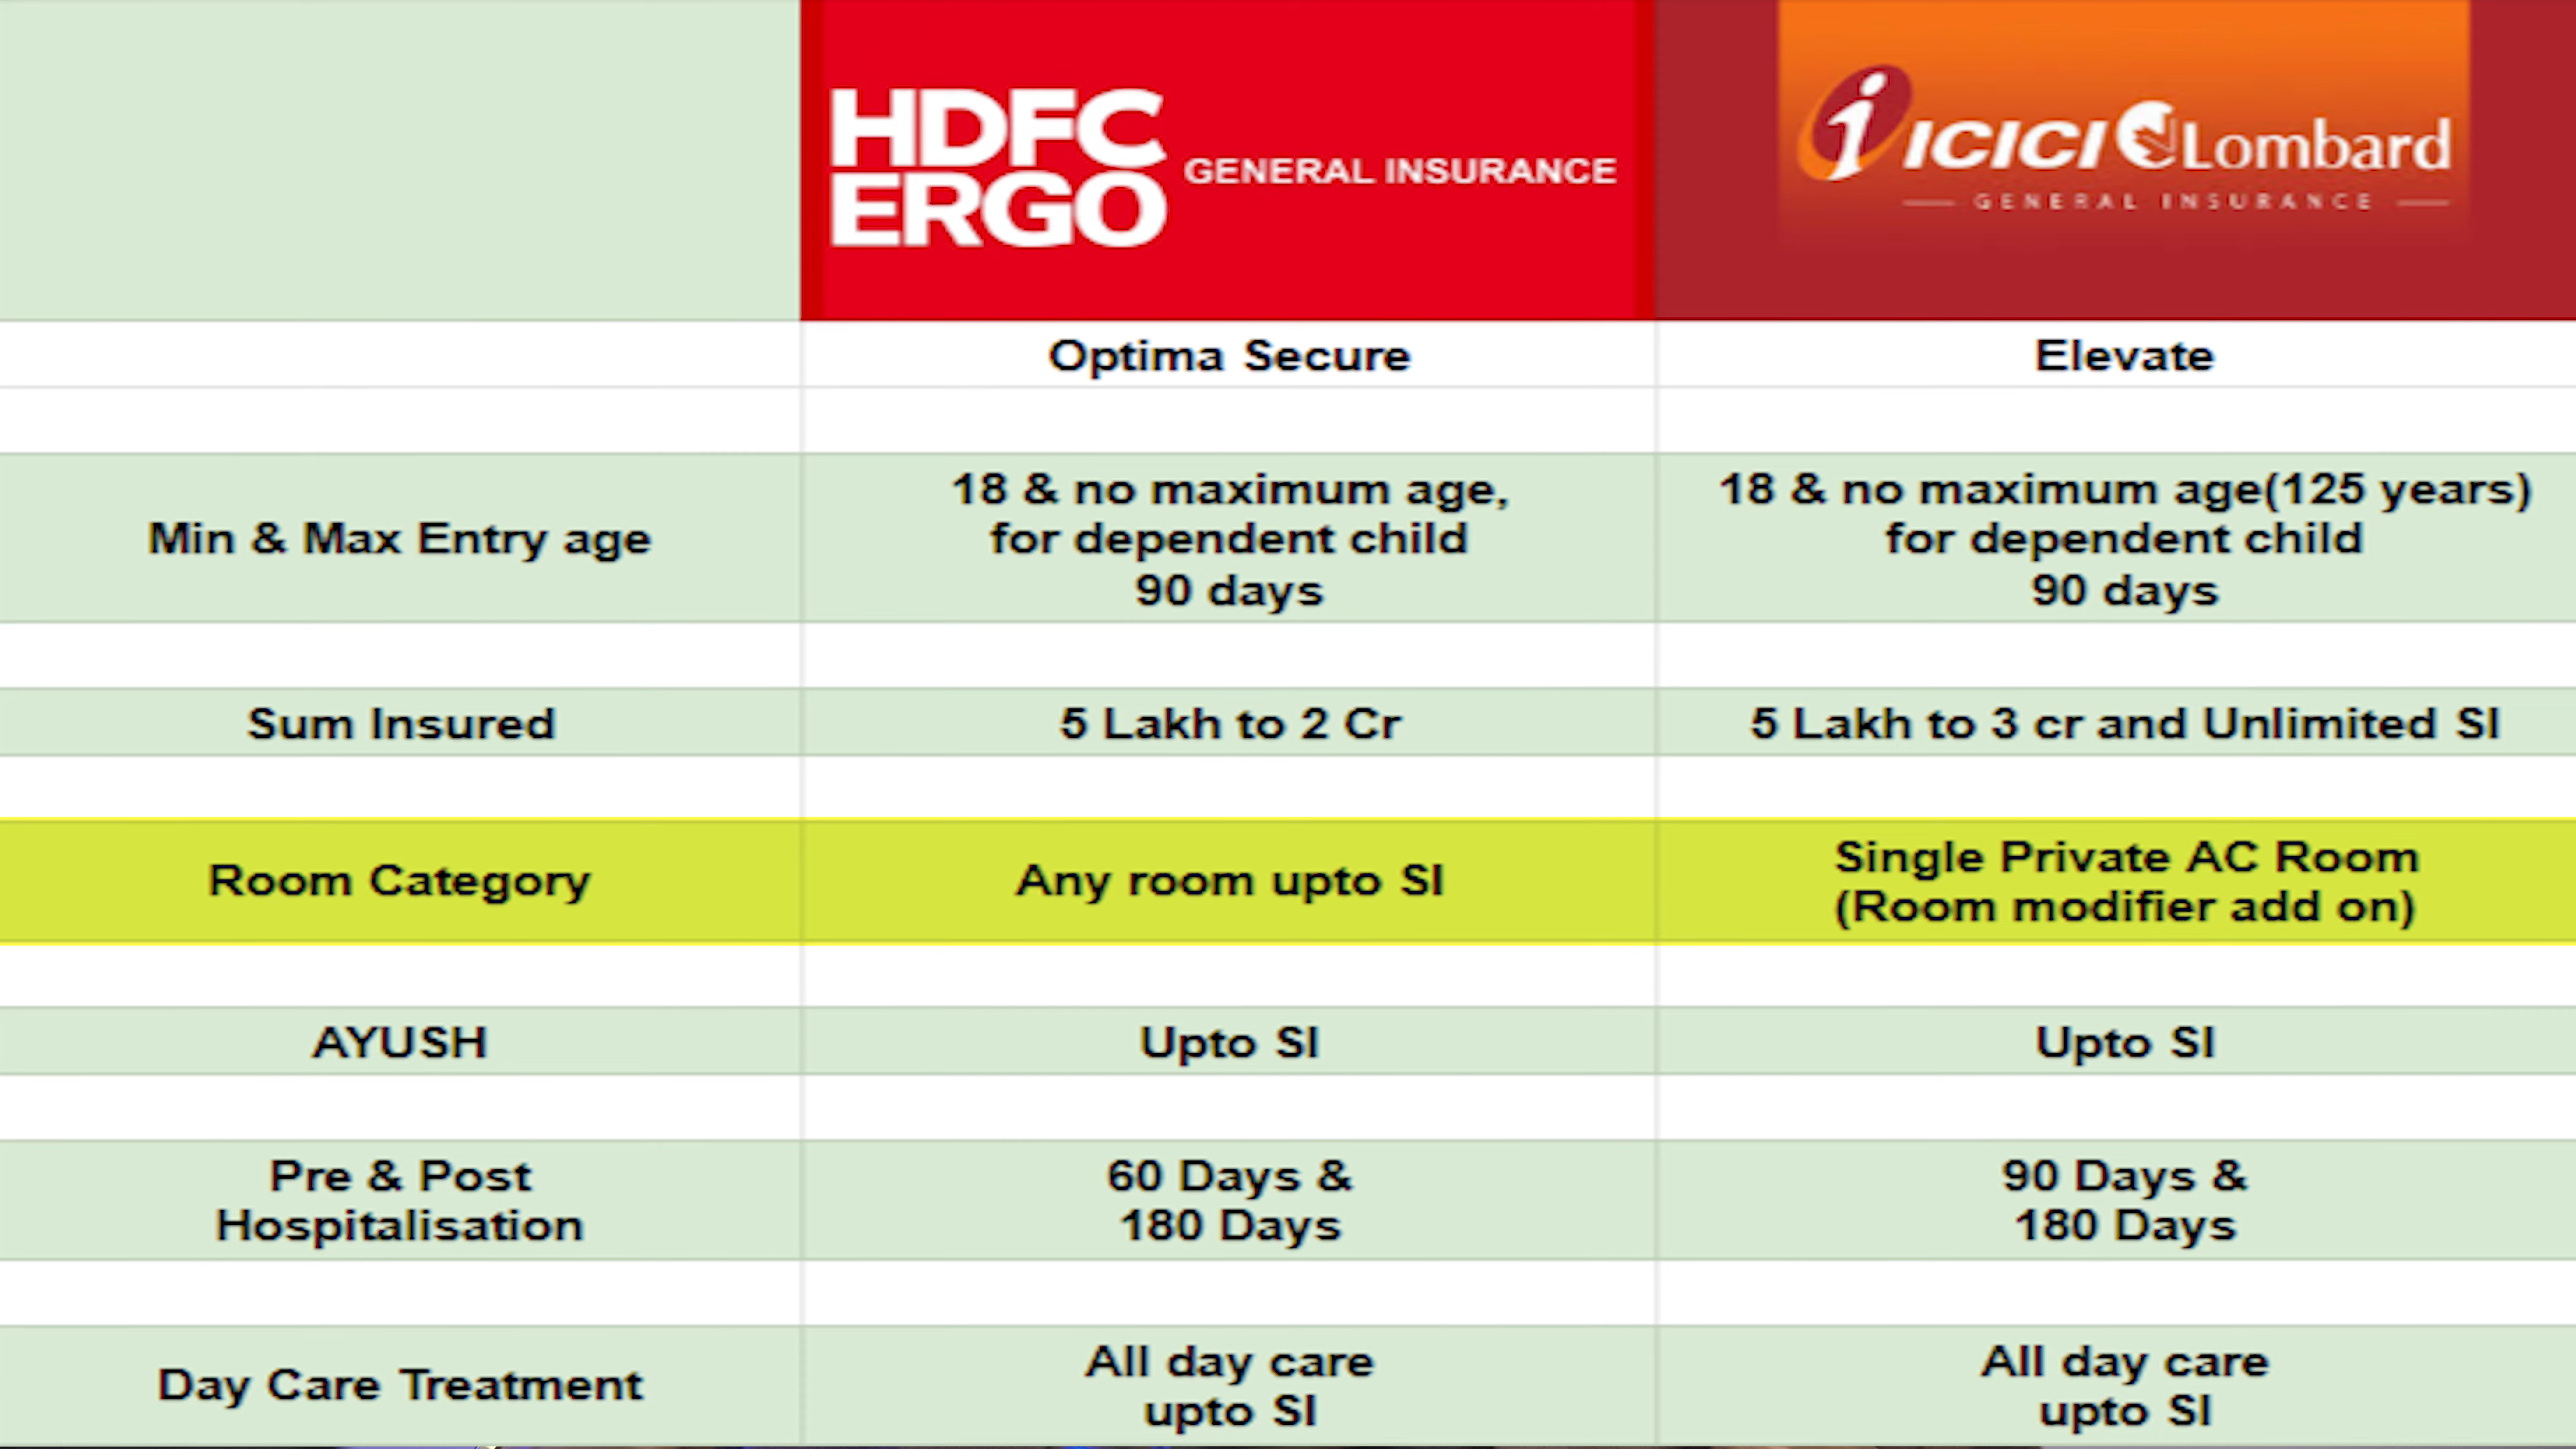 HDFC
ERGO
GENERAL INSURANCE
i ICICI Lombard
GENERAL INSURANCE
Optima Secure
Elevate
Min & Max Entry age
18 & no maximum age,
for dependent child
90 days
18 & no maximum age(125 years)
for dependent child
90 days
Sum Insured
5 Lakh to 2 Cr
5 Lakh to 3 cr and Unlimited SI
Room Category
Any room upto SI
Single Private AC Room
(Room modifier add on)
AYUSH
Upto SI
Upto SI
Pre & Post
Hospitalisation
60 Days &
180 Days
90 Days &
180 Days
Day Care Treatment
All day care
upto SI
All day care
upto SI